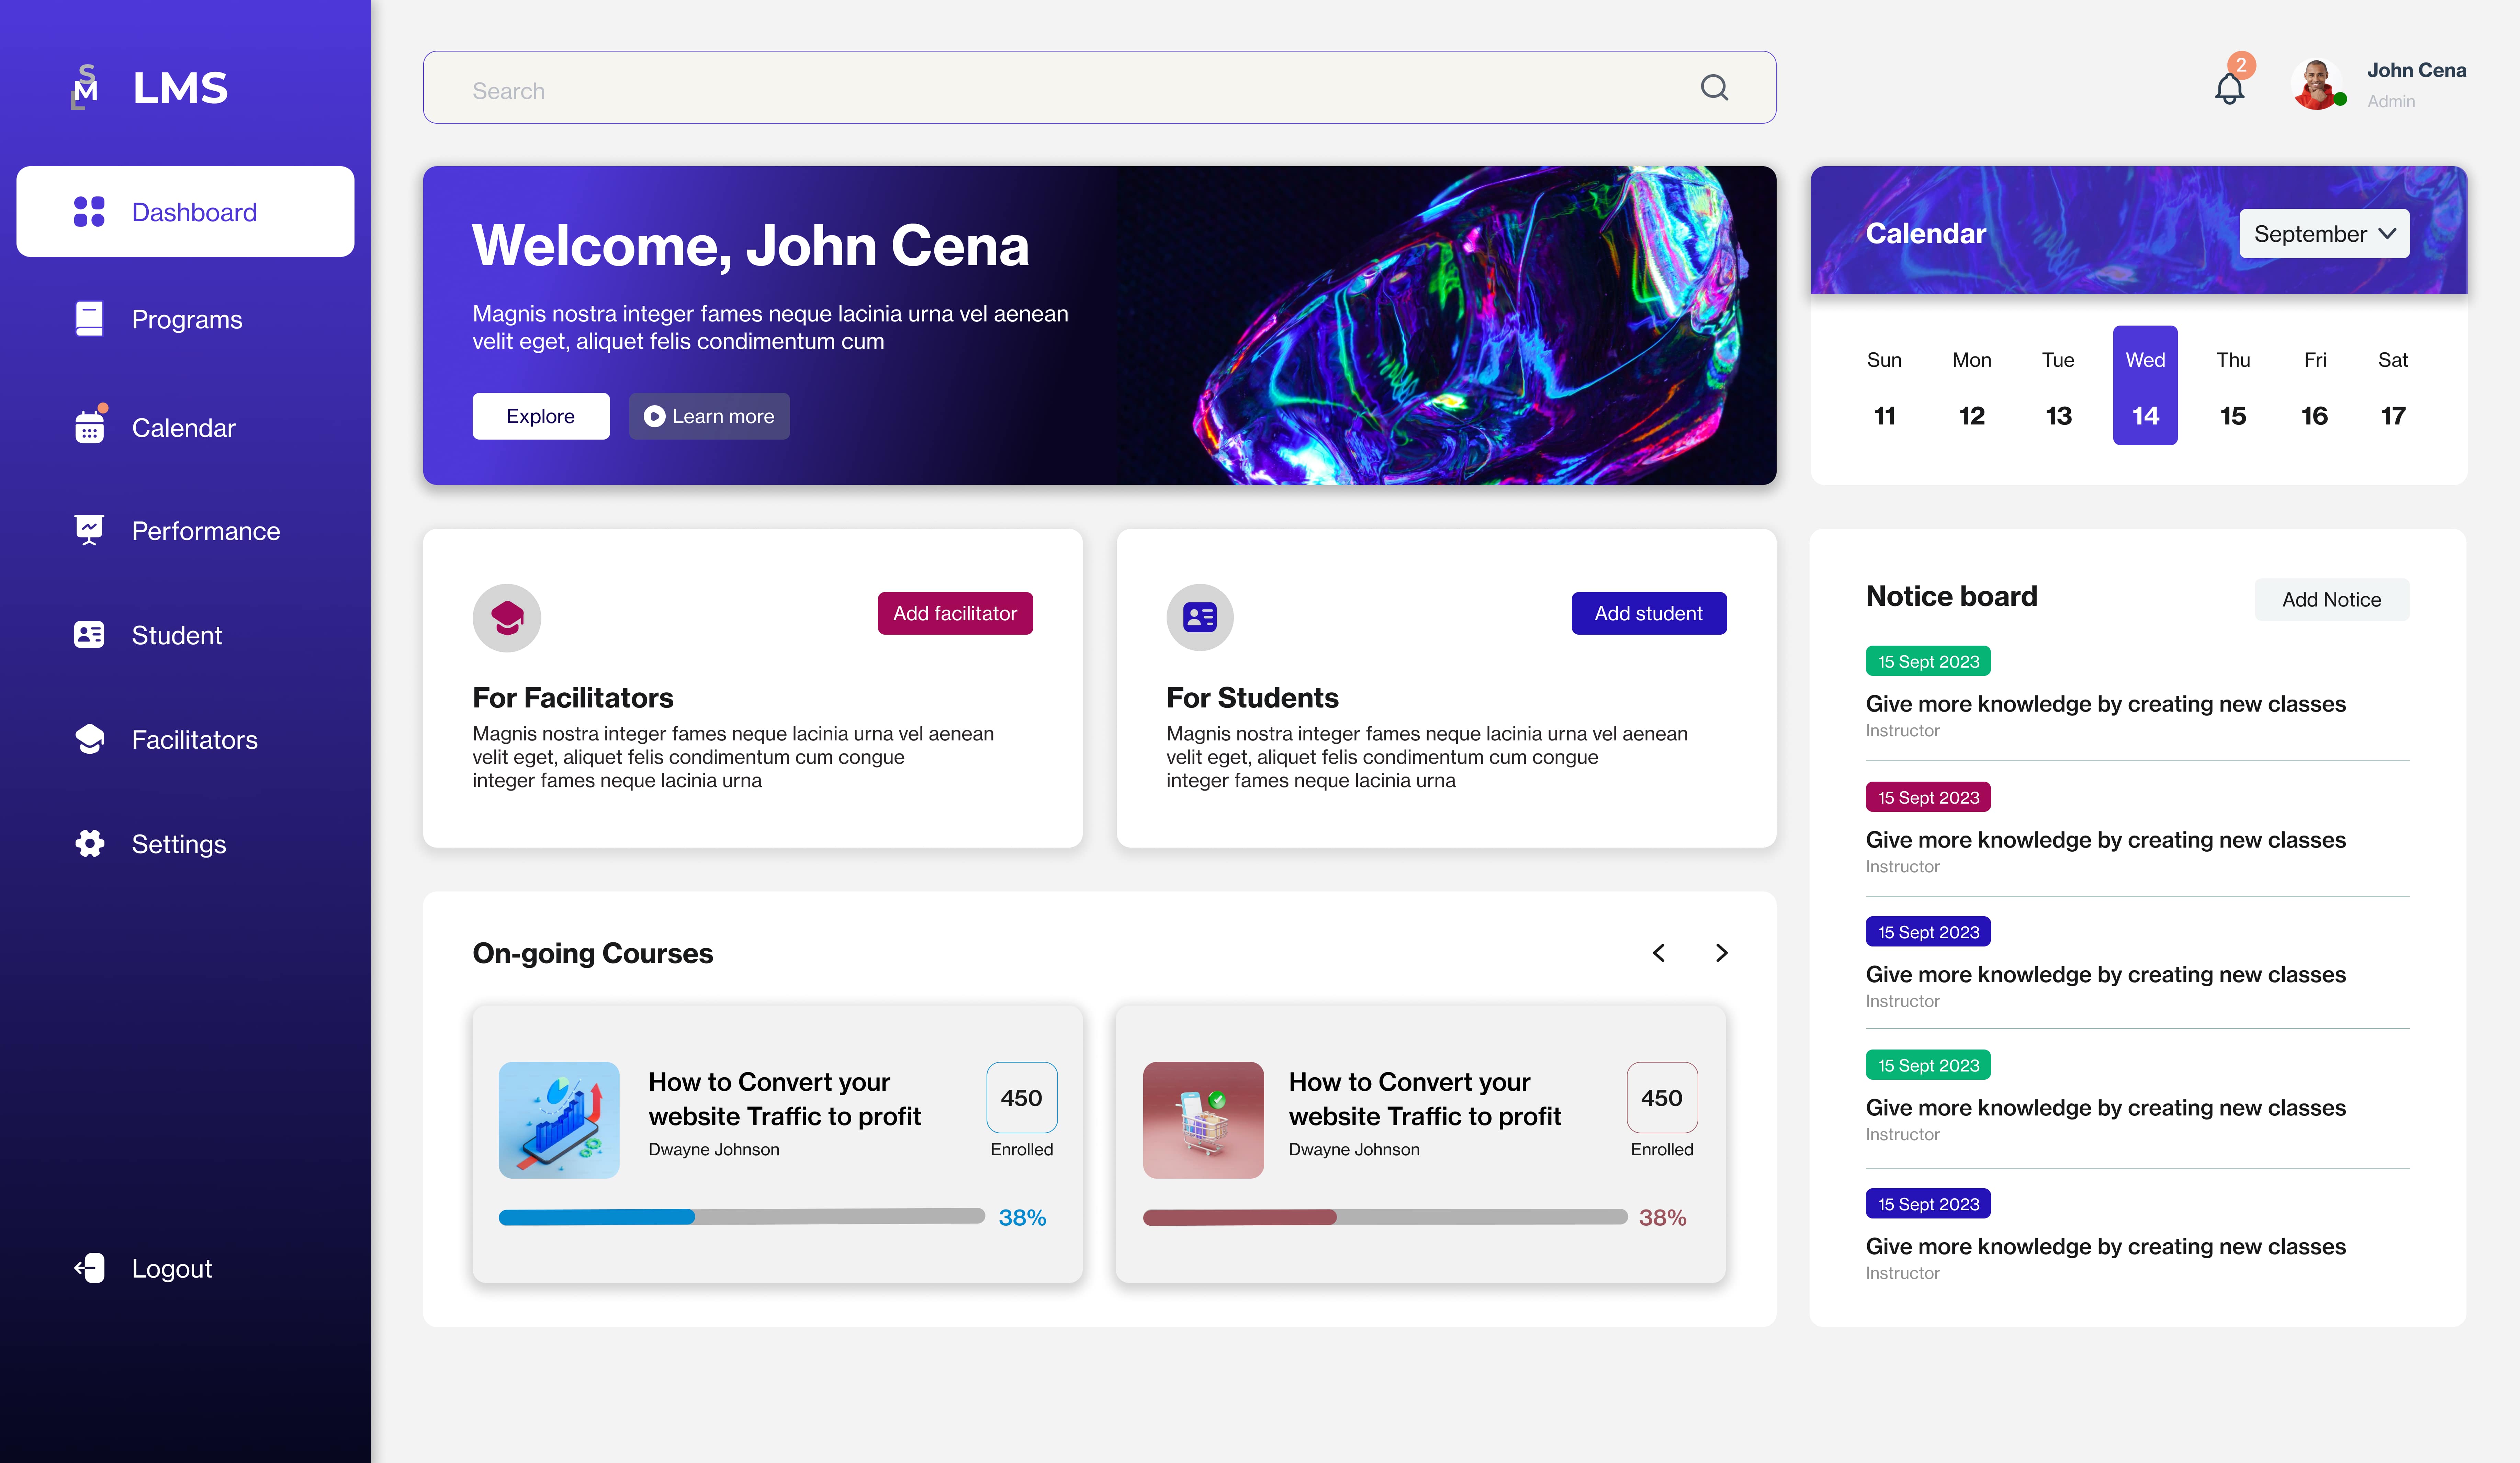 S
M
L
LMS
Dashboard
Programs
Calendar
Performance
Student
Facilitators
Settings
Logout
Search
2
John Cena
Admin
Welcome, John Cena
Magnis nostra integer fames neque lacinia urna vel aenean
velit eget, aliquet felis condimentum cum
Explore
Learn more
Calendar
September
Sun Mon Tue Wed Thu Fri Sat
11 12 13 14 15 16 17
Add facilitator
For Facilitators
Magnis nostra integer fames neque lacinia urna vel aenean
velit eget, aliquet felis condimentum cum congue
integer fames neque lacinia urna
Add student
For Students
Magnis nostra integer fames neque lacinia urna vel aenean
velit eget, aliquet felis condimentum cum congue
integer fames neque lacinia urna
On-going Courses
How to Convert your
website Traffic to profit
Dwayne Johnson
450
Enrolled
38%
How to Convert your
website Traffic to profit
Dwayne Johnson
450
Enrolled
38%
Notice board
Add Notice
15 Sept 2023
Give more knowledge by creating new classes
Instructor
15 Sept 2023
Give more knowledge by creating new classes
Instructor
15 Sept 2023
Give more knowledge by creating new classes
Instructor
15 Sept 2023
Give more knowledge by creating new classes
Instructor
15 Sept 2023
Give more knowledge by creating new classes
Instructor